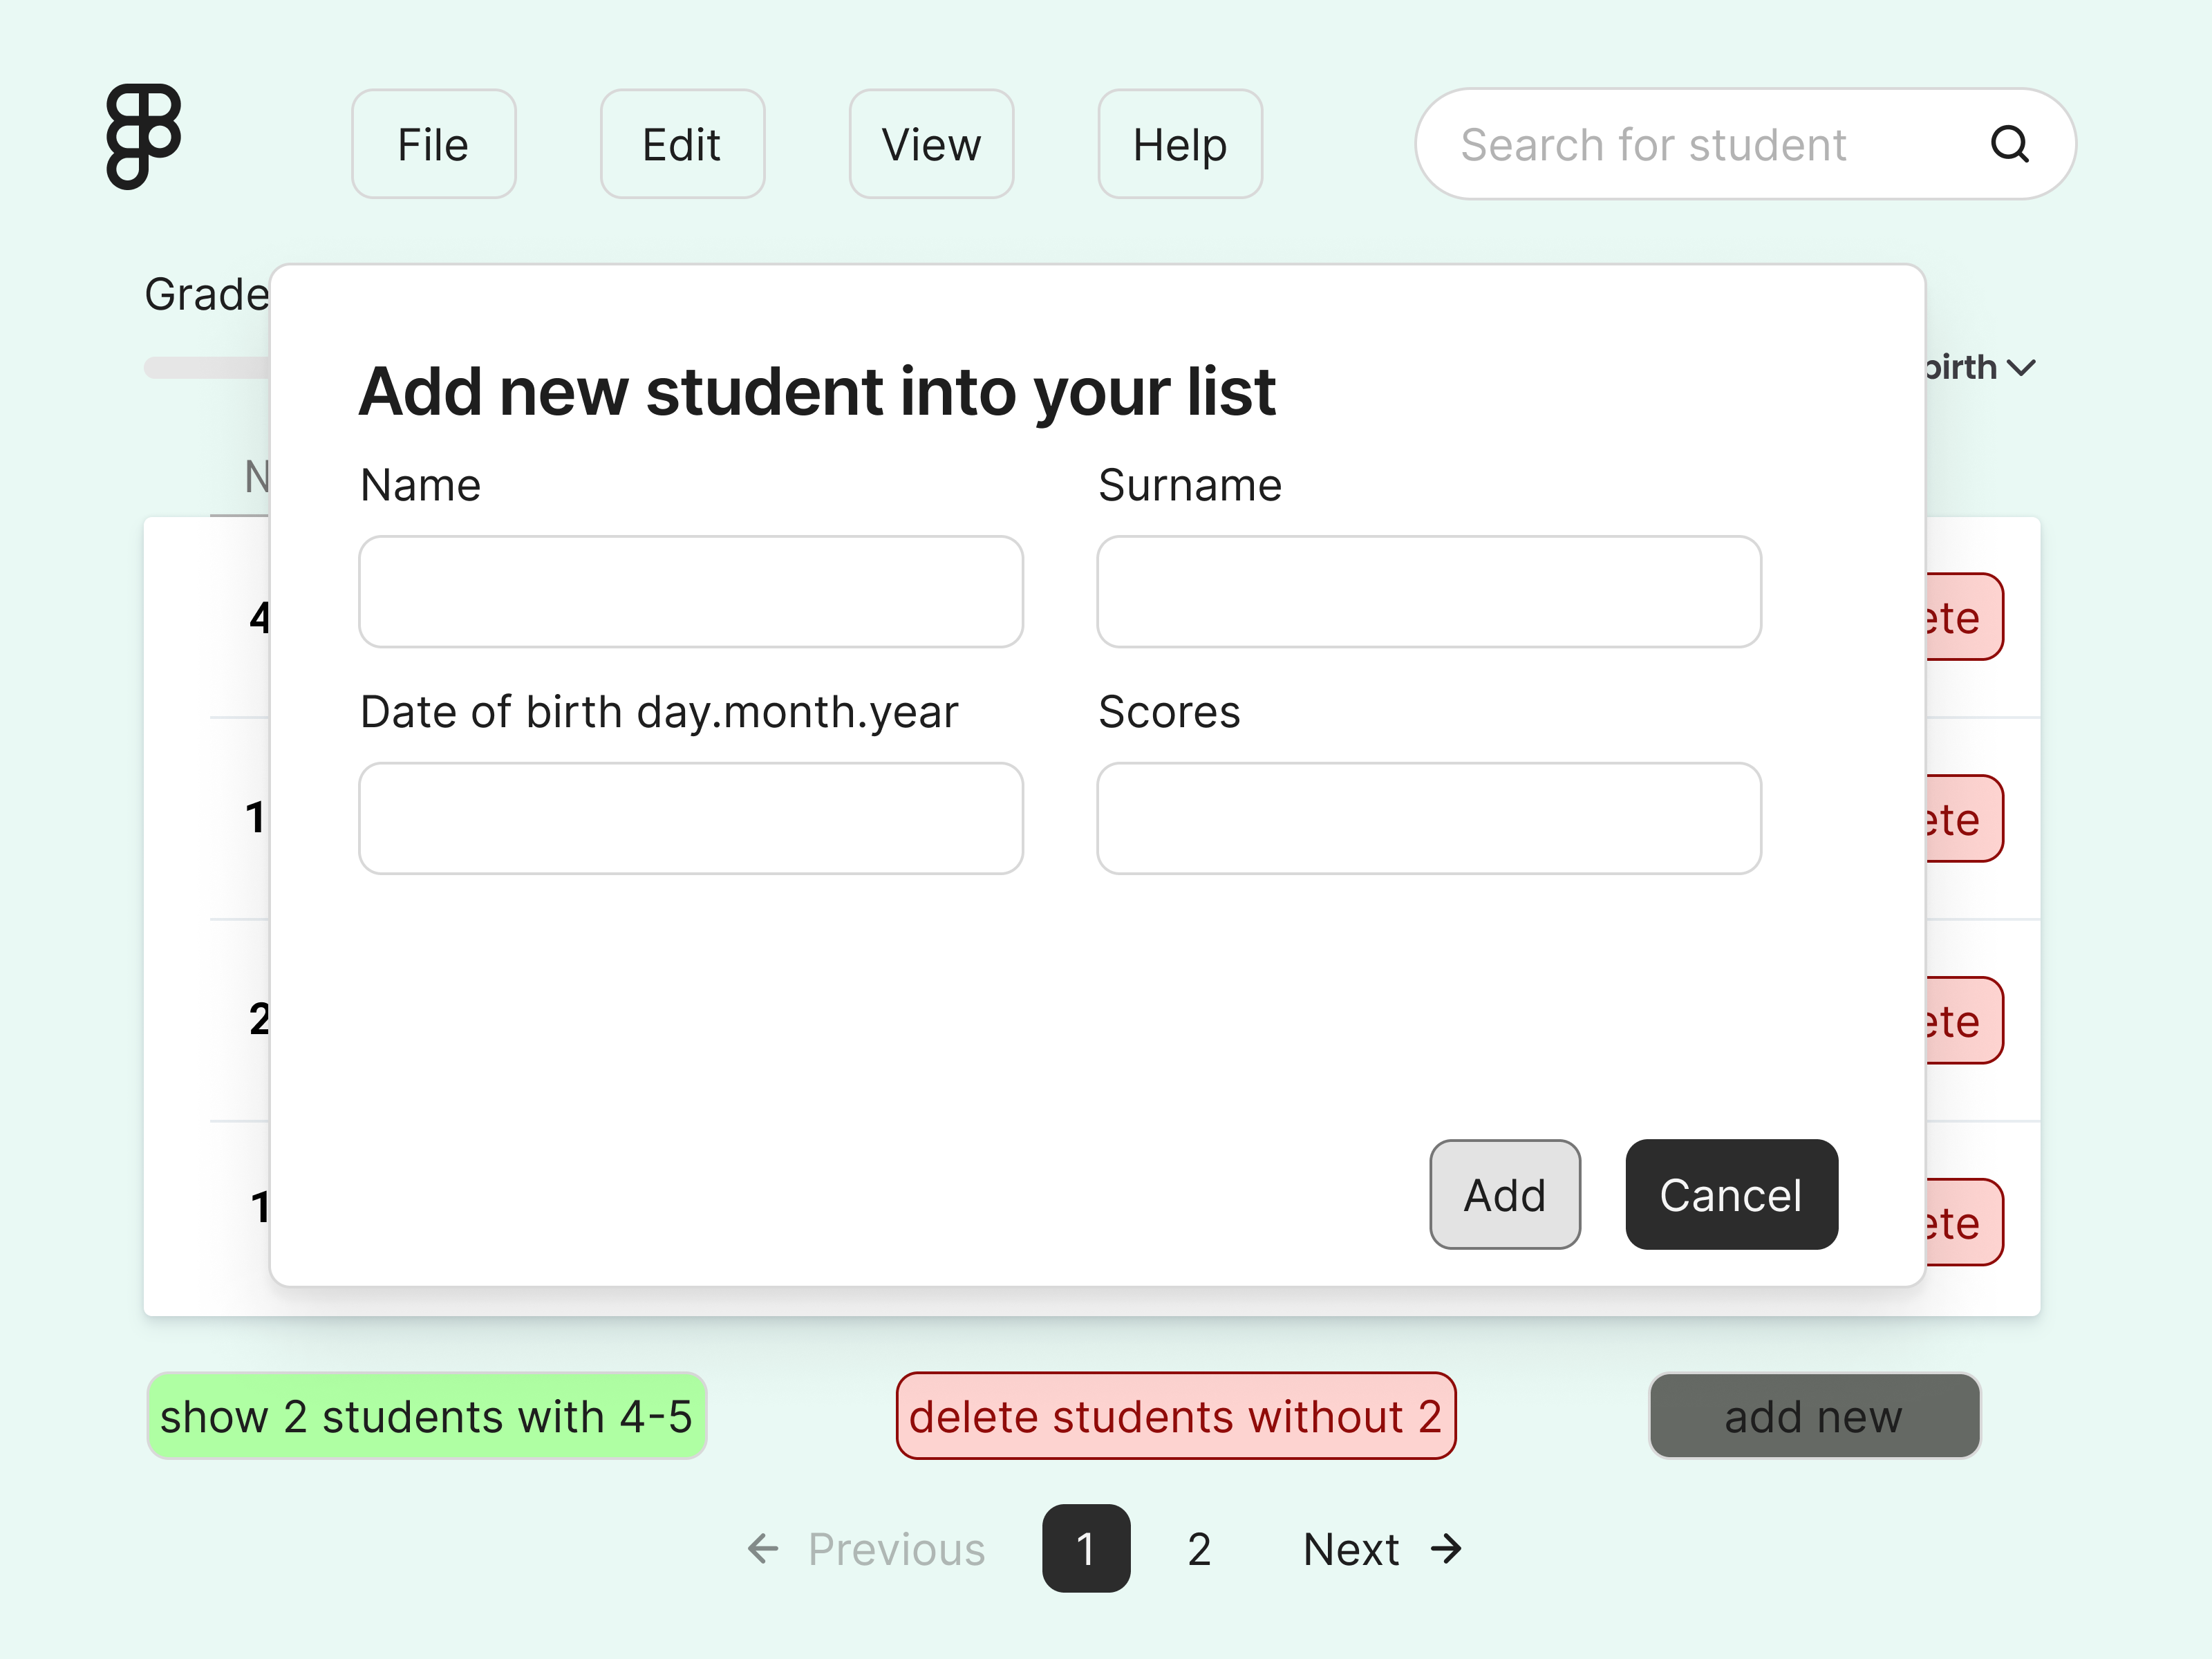 File Edit View Help Search for student
Grade
birth
Add new student into your list
Name Surname
N
4 ete
Date of birth day.month.year Scores
1 ete
2 ete
Add Cancel
1 ete
show 2 students with 4-5 delete students without 2 add new
Previous 1 2 Next